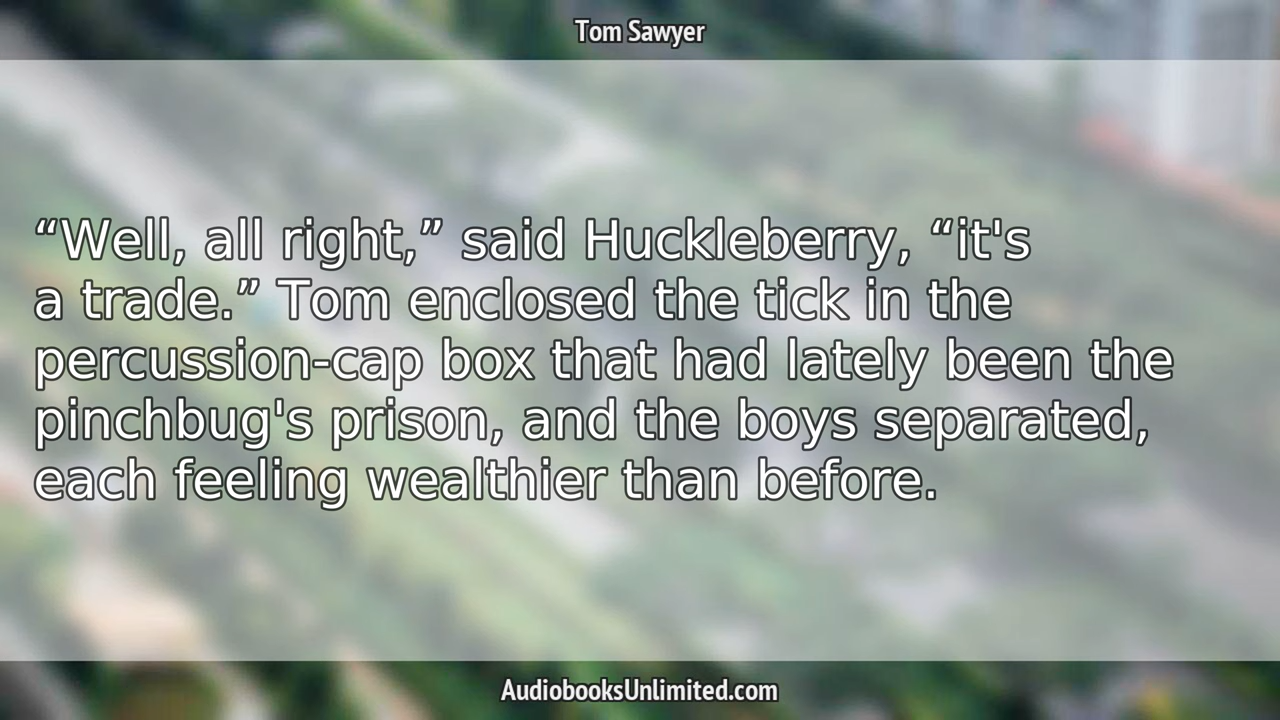 Tom Sawyer
“Well, all right,” said Huckleberry, “it's
a trade.” Tom enclosed the tick in the
percussion-cap box that had lately been the
pinchbug's prison, and the boys separated,
each feeling wealthier than before.
AudiobooksUnlimited.com